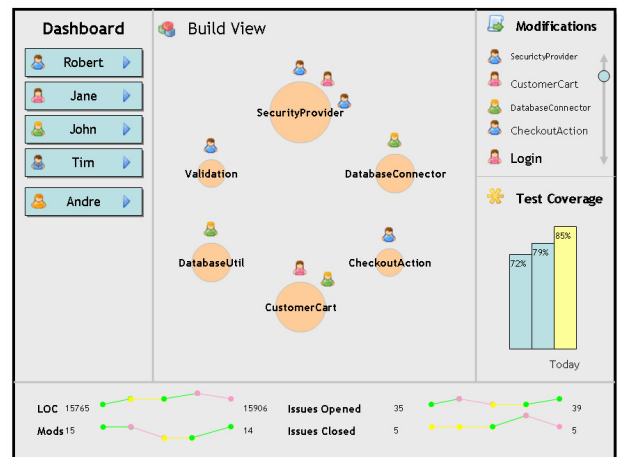 Dashboard
Robert
Jane
John
Tim
Andre
Build View
SecurityProvider
Validation
DatabaseConnector
DatabaseUtil
CheckoutAction
CustomerCart
Modifications
SecurictyProvider
CustomerCart
DatabaseConnector
CheckoutAction
Login
Test Coverage
72%
79%
85%
Today
LOC 15765 15906
Mods 15 14
Issues Opened 35 39
Issues Closed 5 5